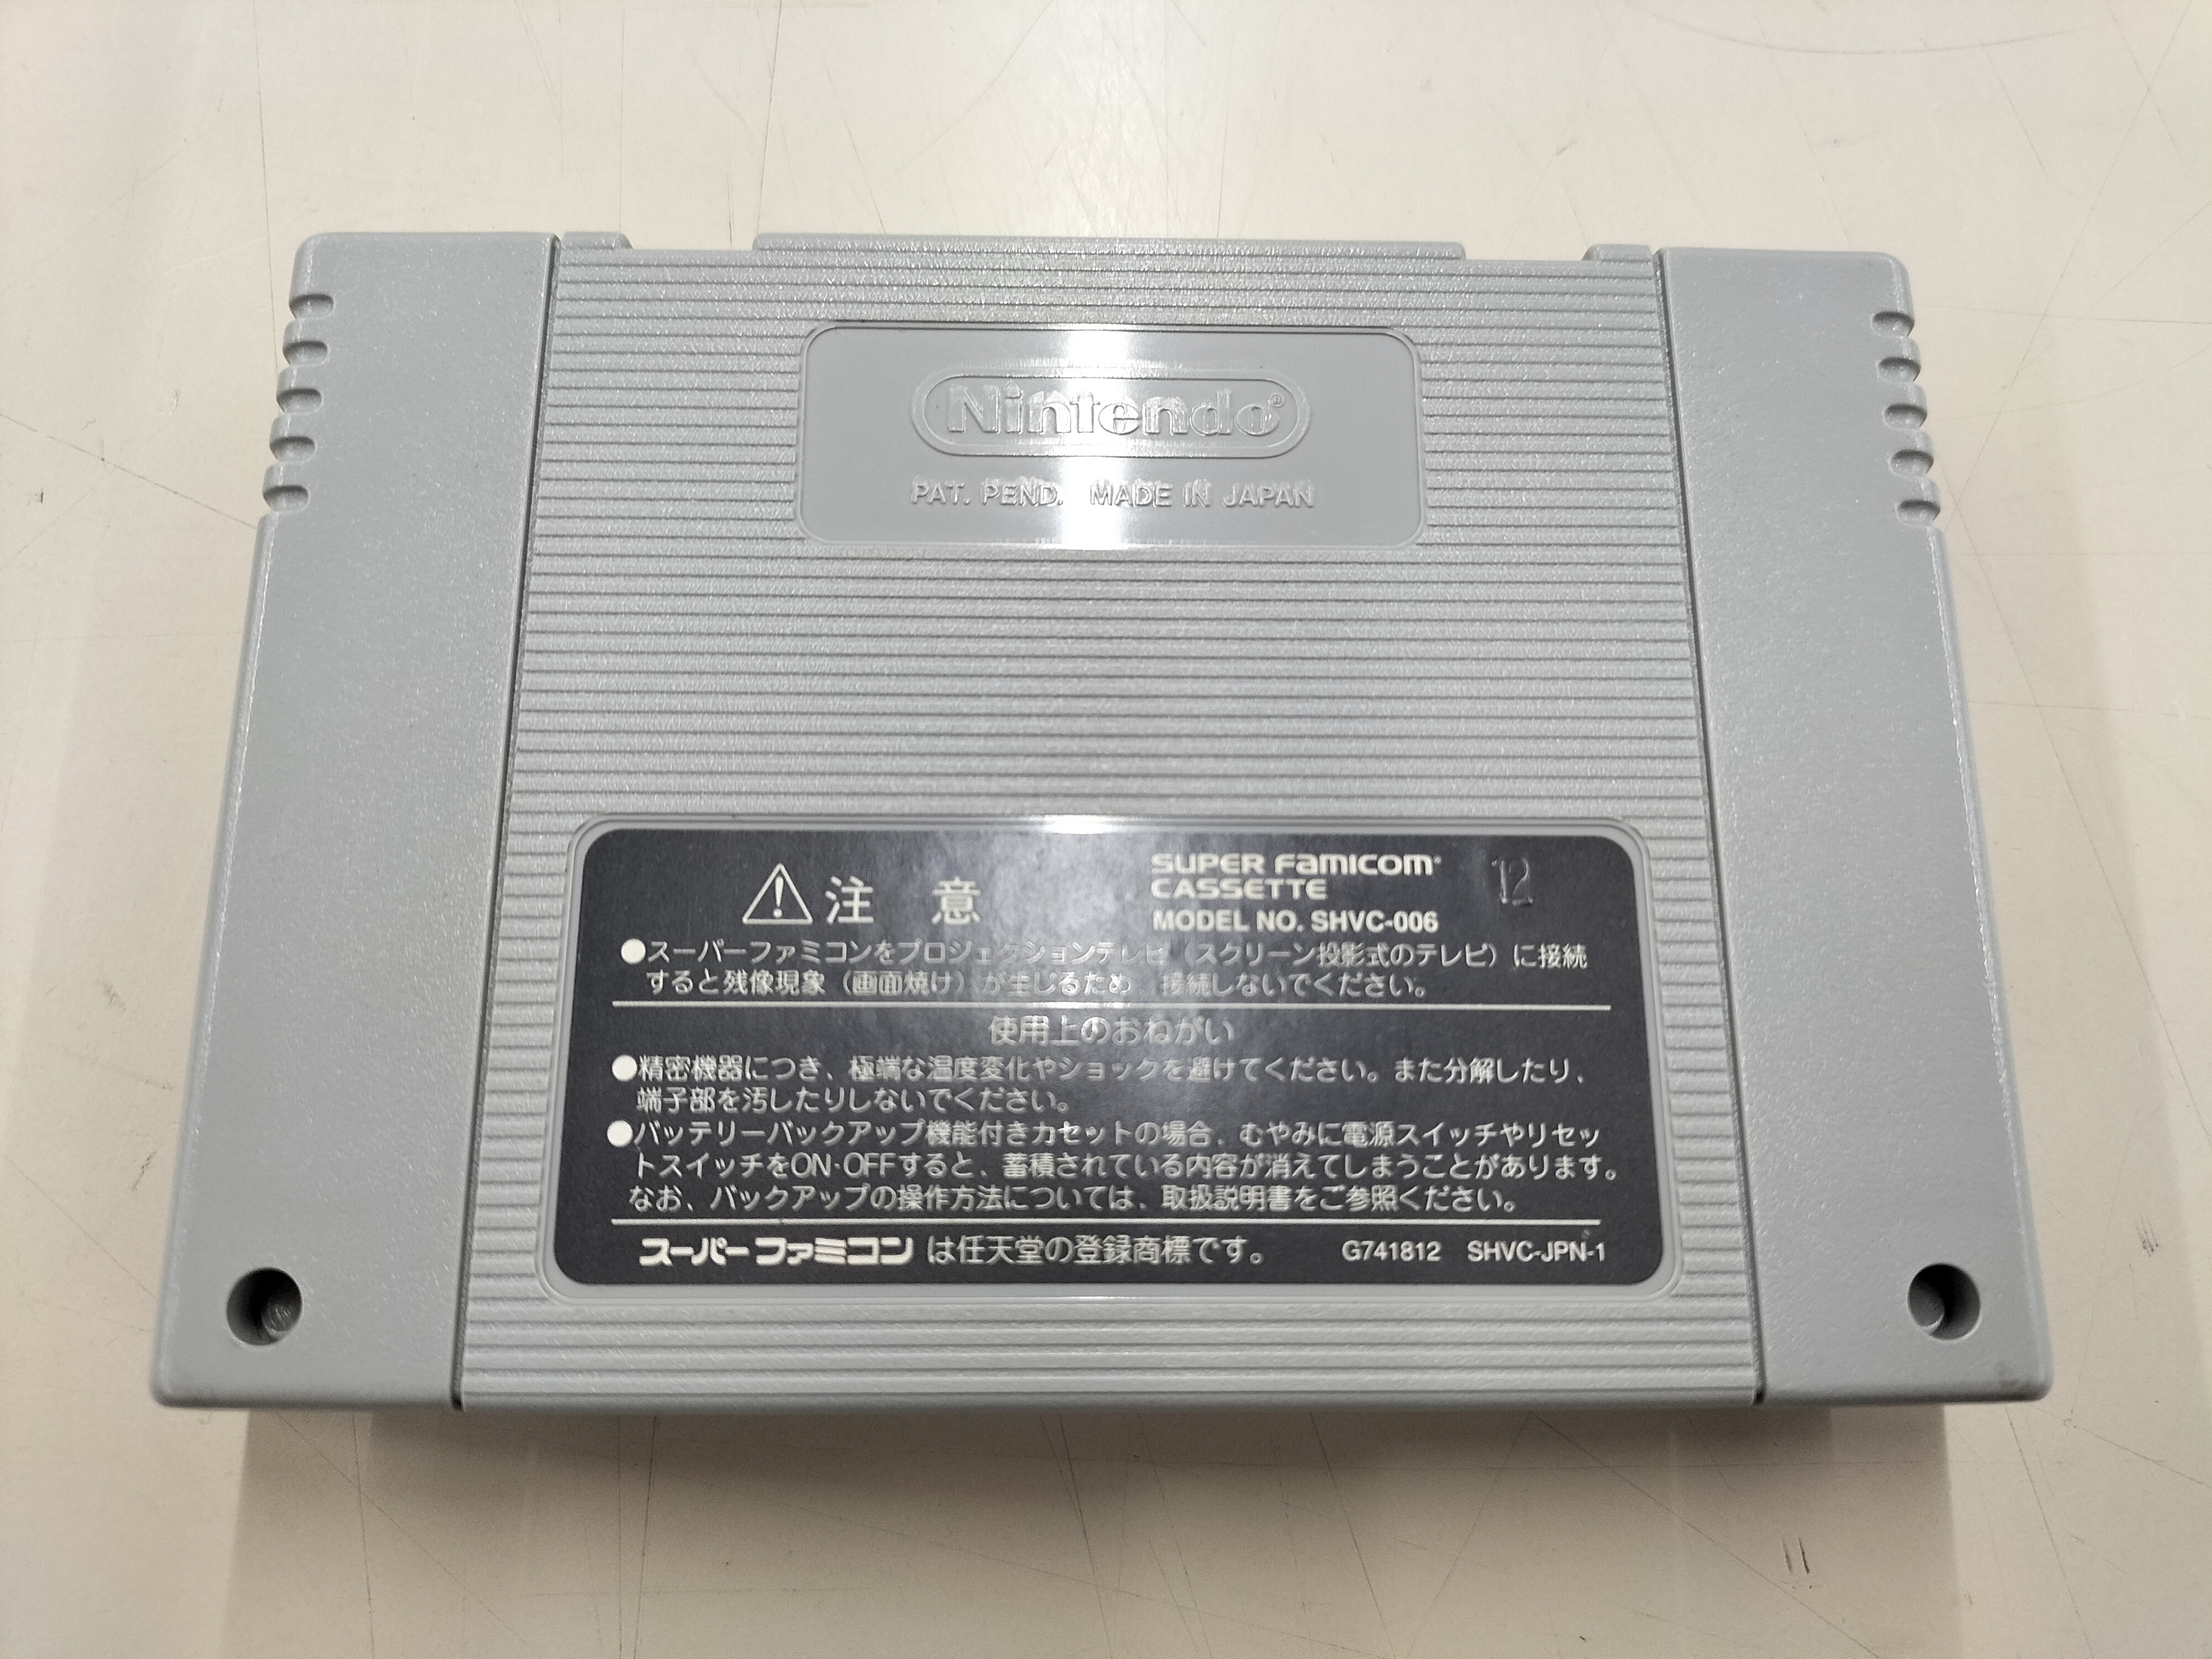 Nintendo®
PAT. PEND. MADE IN JAPAN
注 意
SUPER FAMICOM
CASSETTE
MODEL NO. SHVC-006
12
●スーパーファミコンをプロジェクションテレビ(スクリーン投影式のテレビ)に接続
すると残像現象(画面焼け)が生じるため 接続しないでください。
使用上のおねがい
●精密機器につき、極端な温度変化やショックを避けてください。また分解したり、
端子部を汚したりしないでください。
●バッテリーバックアップ機能付きカセットの場合、むやみに電源スイッチやリセッ
トスイッチをON·OFFすると、蓄積されている内容が消えてしまうことがあります。
なお、バックアップの操作方法については、取扱説明書をご参照ください。
スーパーファミコン は任天堂の登録商標です。 G741812 SHVC-JPN-1